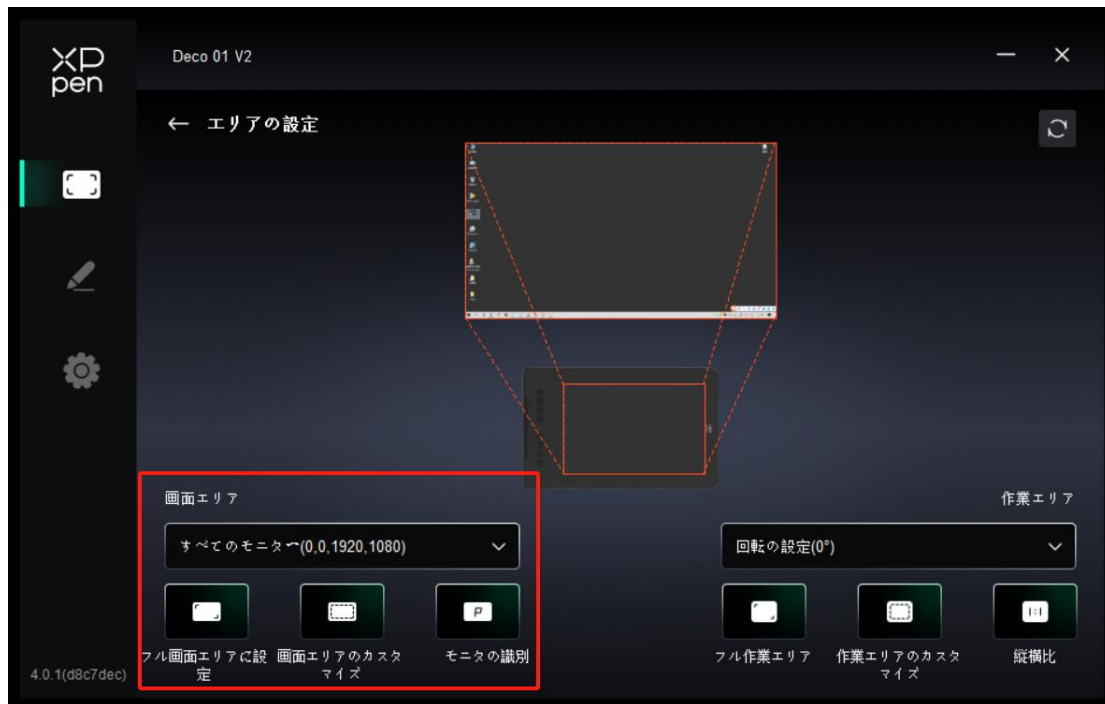 XP
pen
Deco 01 V2
← エリアの設定
画面エリア
作業エリア
すべてのモニター(0,0,1920,1080)
回転の設定(0°)
P
1:1
フル画面エリアに設
定
画面エリアのカスタ
マイズ
モニタの識別
フル作業エリア
作業エリアのカスタ
マイズ
縦横比
4.0.1(d8c7dec)